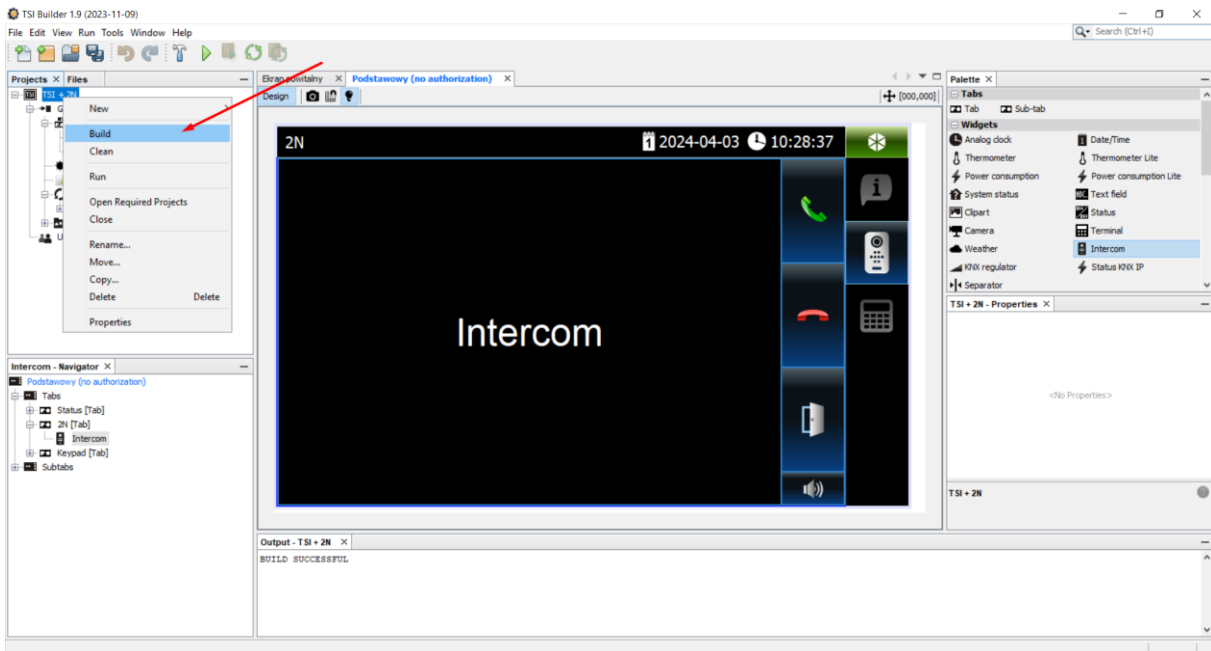 TSI Builder 1.9 (2023-11-09)
File Edit View Run Tools Window Help
Search (Ctrl+I)
Projects Files
TSI + 2N
G
U
New
Build
Clean
Run
Open Required Projects
Close
Rename...
Move...
Copy...
Delete Delete
Properties
Intercom - Navigator
Podstawowy (no authorization)
Tabs
Status [Tab]
2N [Tab]
Intercom
Keypad [Tab]
Subtabs
Ekran powitalny Podstawowy (no authorization)
Design
[000,000]
2N 1 2024-04-03 10:28:37
Intercom
Output - TSI + 2N
BUILD SUCCESSFUL
Palette
Tabs
Tab Sub-tab
Widgets
Analog clock Date/Time
Thermometer Thermometer Lite
Power consumption Power consumption Lite
System status Text field
Clipart Status
Camera Terminal
Weather Intercom
KNX regulator Status KNX IP
Separator
TSI + 2N - Properties
<No Properties>
TSI + 2N